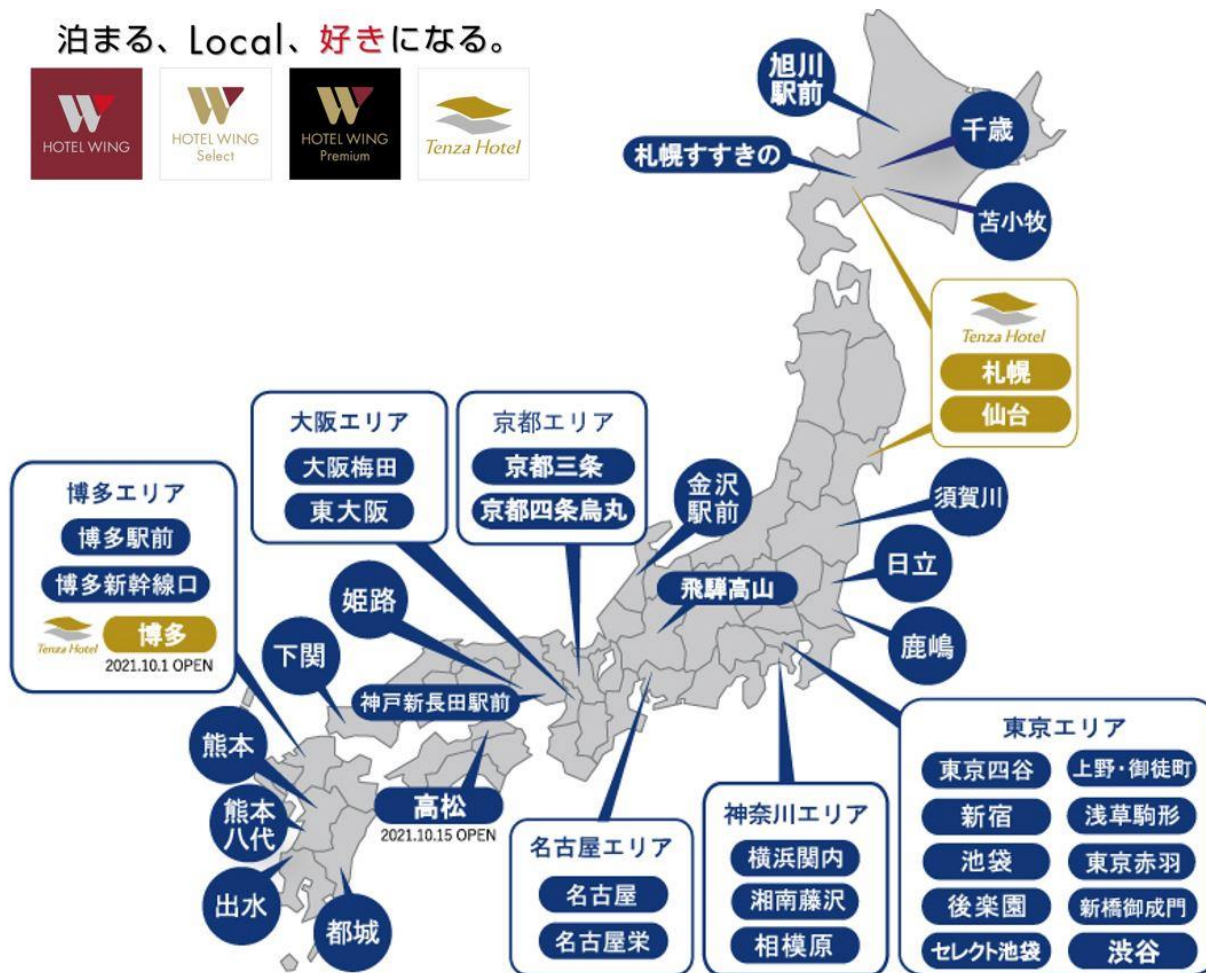 泊まる、Local、好きになる。
HOTEL WING
HOTEL WING
Select
HOTEL WING
Premium
Tenza Hotel
旭川
駅前
千歳
札幌すすきの
苫小牧
Tenza Hotel
札幌
仙台
大阪エリア
大阪梅田
東大阪
京都エリア
京都三条
京都四条烏丸
博多エリア
博多駅前
博多新幹線口
Tenza Hotel
博多
2021.10.1 OPEN
金沢
駅前
須賀川
日立
飛騨高山
鹿嶋
姫路
下関
神戸新長田駅前
熊本
熊本
八代
出水
都城
高松
2021.10.15 OPEN
名古屋エリア
名古屋
名古屋栄
神奈川エリア
横浜関内
湘南藤沢
相模原
東京エリア
東京四谷
上野・御徒町
新宿
浅草駒形
池袋
東京赤羽
後楽園
新橋御成門
セレクト池袋
渋谷